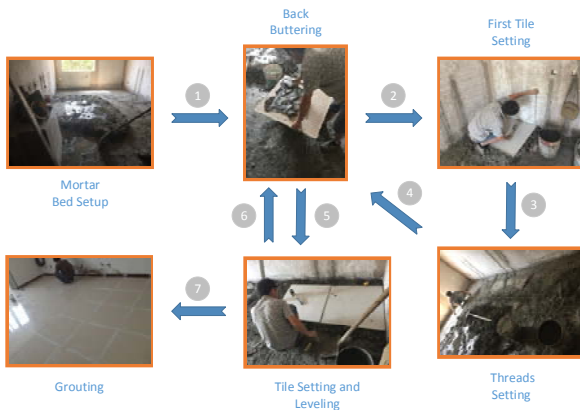 Back
Buttering
First Tile
Setting
1
2
Mortar
Bed Setup
6
5
4
3
7
Grouting
Tile Setting and
Leveling
Threads
Setting